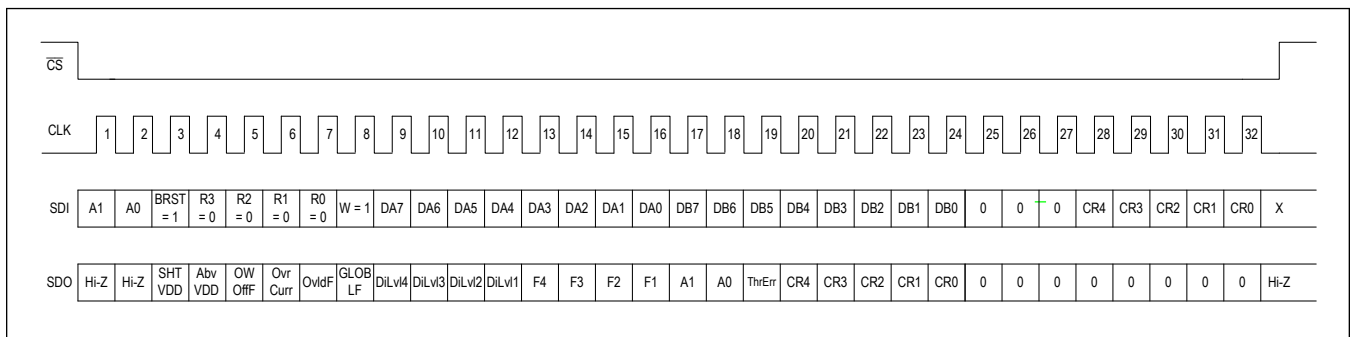 CS
CLK 1 2 3 4 5 6 7 8 9 10 11 12 13 14 15 16 17 18 19 20 21 22 23 24 25 26 27 28 29 30 31 32
SDI A1 A0 BRST = 1 R3 = 0 R2 = 0 R1 = 0 R0 = 0 W = 1 DA7 DA6 DA5 DA4 DA3 DA2 DA1 DA0 DB7 DB6 DB5 DB4 DB3 DB2 DB1 DB0 0 0 0 CR4 CR3 CR2 CR1 CR0 X
SDO Hi-Z Hi-Z SHT VDD Abv VDD OW OffF Ovr Curr OvldF GLOB LF DiLvl4 DiLvl3 DiLvl2 DiLvl1 F4 F3 F2 F1 A1 A0 ThrErr CR4 CR3 CR2 CR1 CR0 0 0 0 0 0 0 0 0 Hi-Z